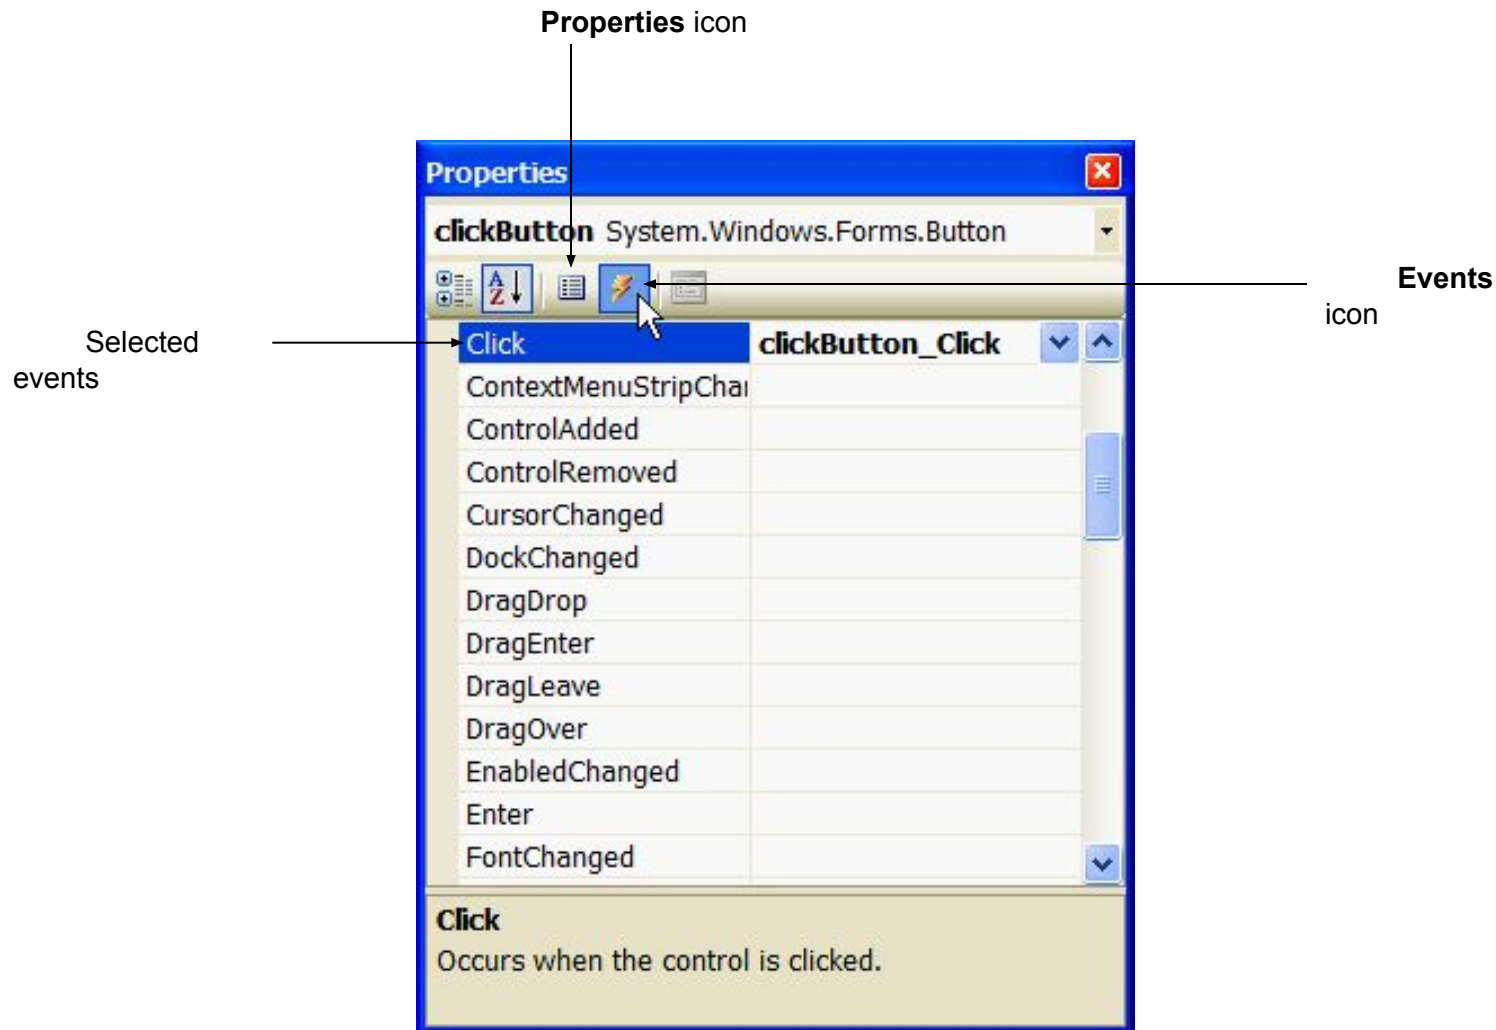 Properties icon
Properties
clickButton System.Windows.Forms.Button
A
Z
Events
icon
Selected
events
Click clickButton_Click
ContextMenuStripChar
ControlAdded
ControlRemoved
CursorChanged
DockChanged
DragDrop
DragEnter
DragLeave
DragOver
EnabledChanged
Enter
FontChanged
Click
Occurs when the control is clicked.